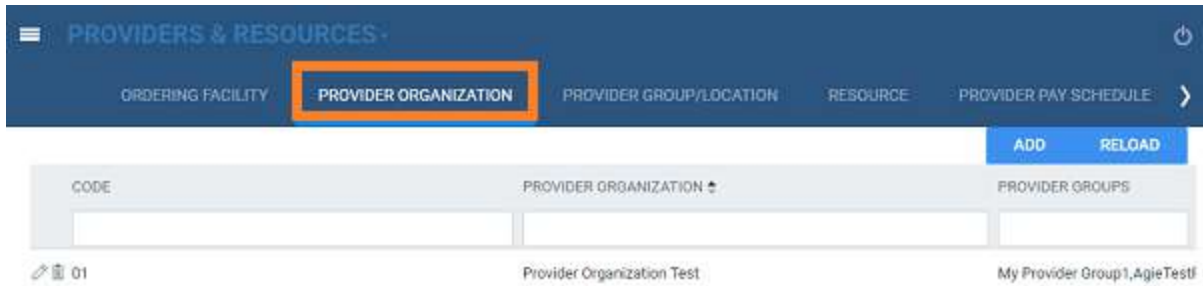 PROVIDERS & RESOURCES
ORDERING FACILITY PROVIDER ORGANIZATION PROVIDER GROUP/LOCATION RESOURCE PROVIDER PAY SCHEDULE
ADD RELOAD
CODE PROVIDER ORGANIZATION PROVIDER GROUPS
01 Provider Organization Test My Provider Group1,AgieTest